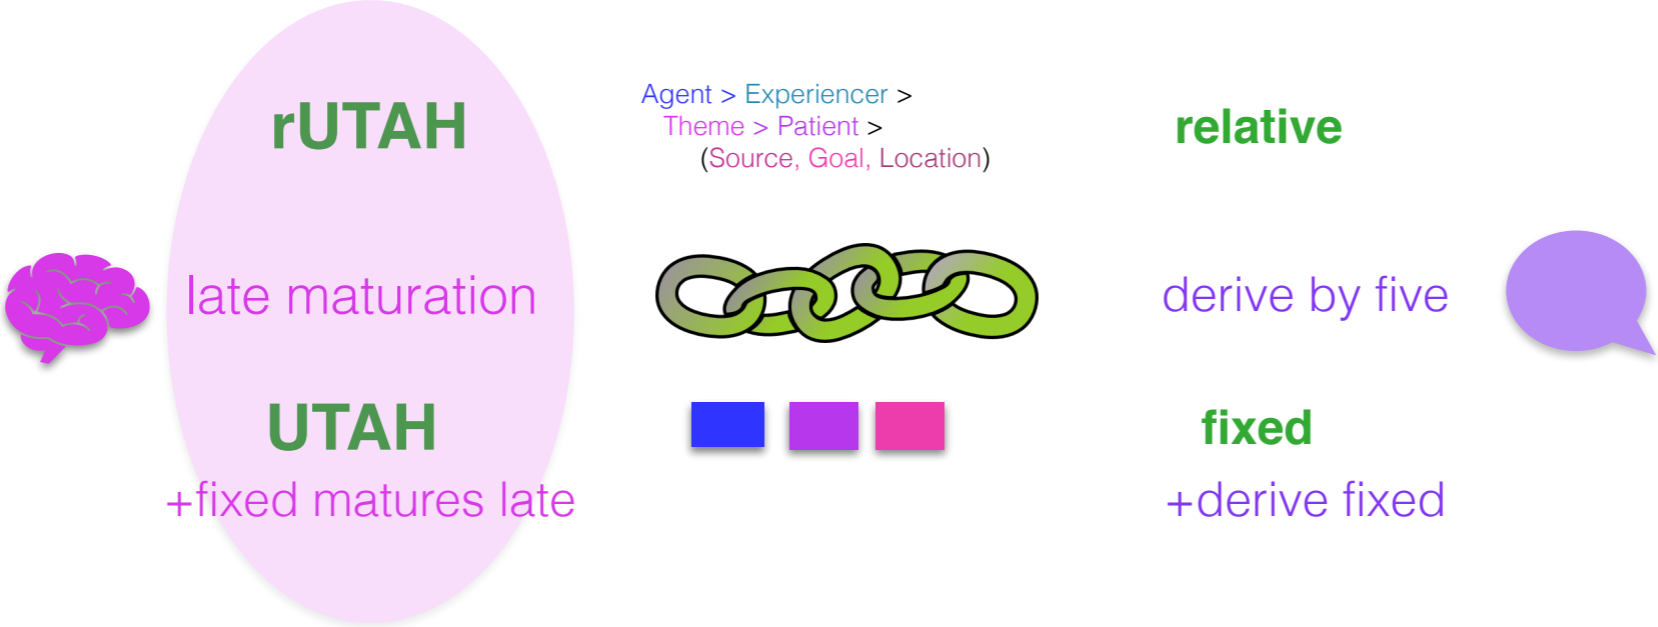 rUTAH
Agent > Experiencer >
Theme > Patient >
(Source, Goal, Location)
relative
late maturation
derive by five
UTAH
fixed
+fixed matures late
+derive fixed